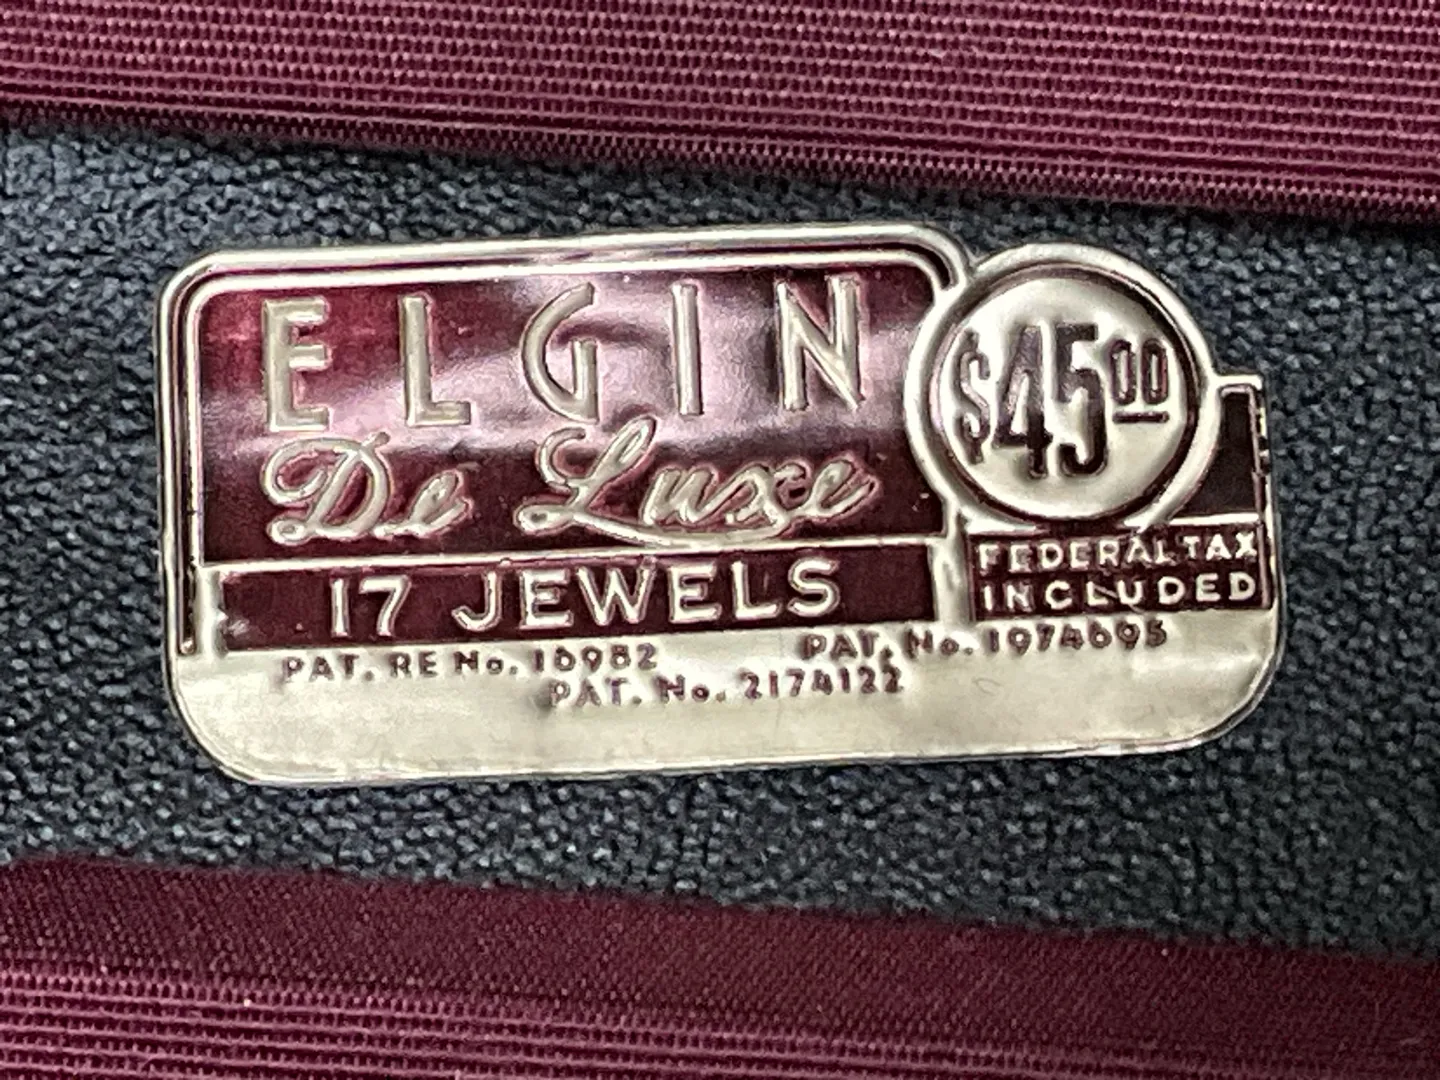 ELGIN
De Luxe
$45.00
17 JEWELS
FEDERAL TAX
INCLUDED
PAT. RE No. 16982
PAT. No. 1974695
PAT. No. 2174122